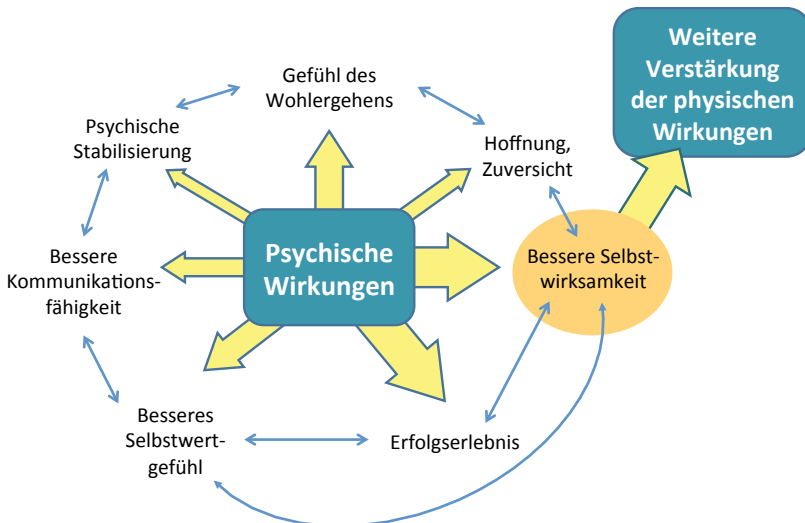 Weitere
Verstärkung
der physischen
Wirkungen
Gefühl des
Wohlergehens
Psychische
Stabilisierung
Hoffnung,
Zuversicht
Psychische
Wirkungen
Bessere Selbst-
wirksamkeit
Bessere
Kommunikations-
fähigkeit
Besseres
Selbstwert-
gefühl
Erfolgserlebnis